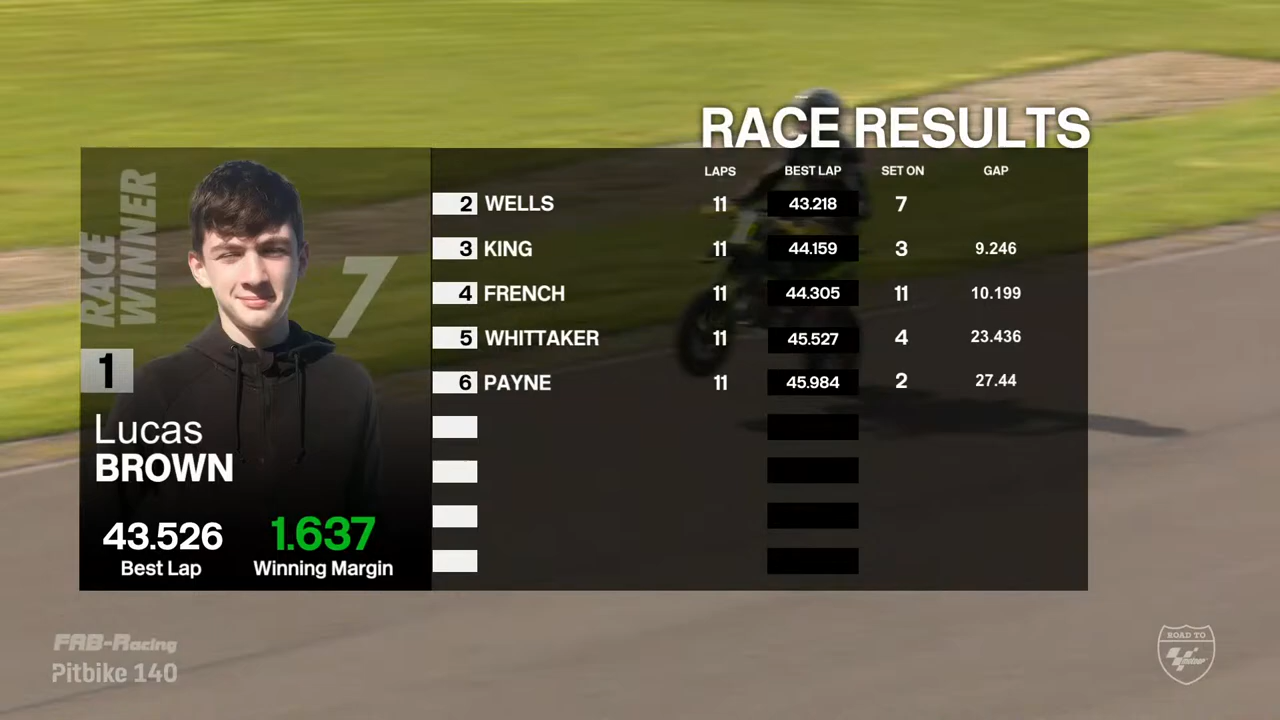 RACE RESULTS
RACE
WINNER
7
1
Lucas
BROWN
43.526
Best Lap
1.637
Winning Margin
LAPS BEST LAP SET ON GAP
2 WELLS 11 43.218 7
3 KING 11 44.159 3 9.246
4 FRENCH 11 44.305 11 10.199
5 WHITTAKER 11 45.527 4 23.436
6 PAYNE 11 45.984 2 27.44
FAB-Racing
Pitbike 140
ROAD TO
MotoGP